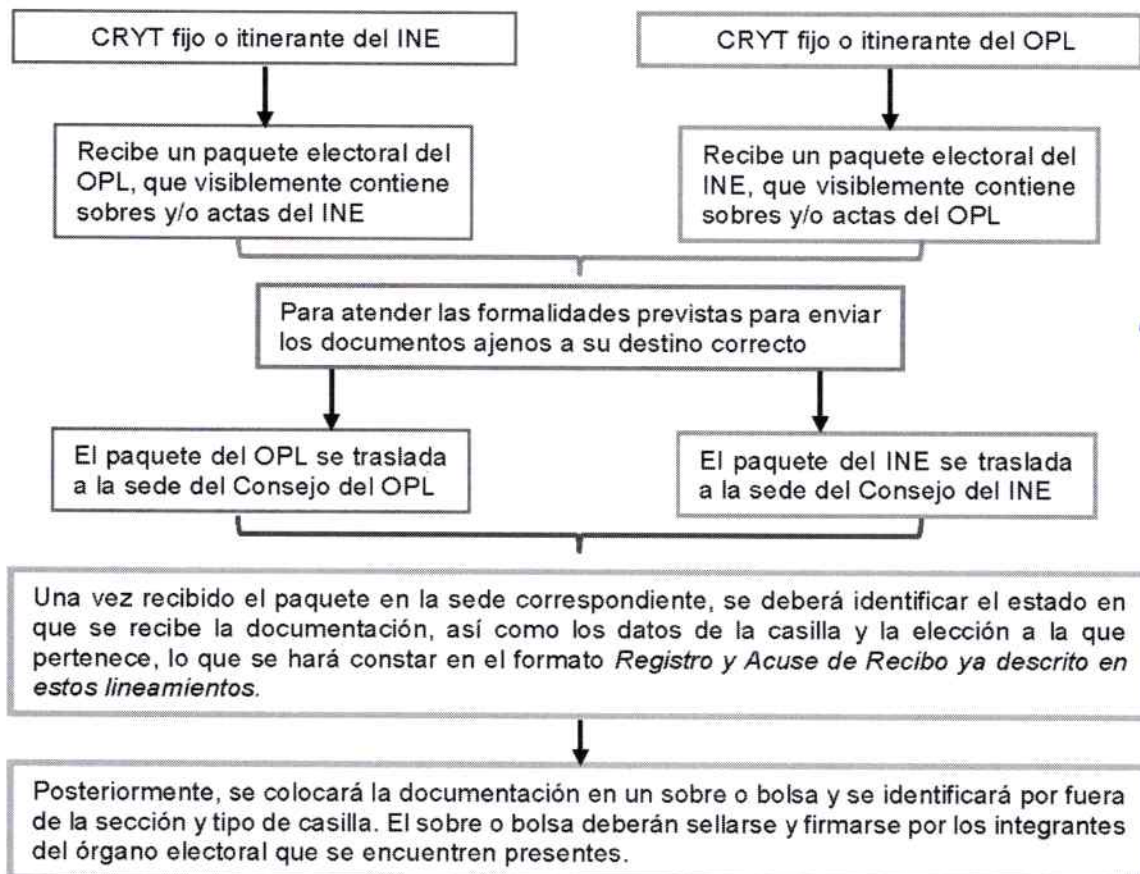 CRYT fijo o itinerante del INE
CRYT fijo o itinerante del OPL
Recibe un paquete electoral del
OPL, que visiblemente contiene
sobres y/o actas del INE
Recibe un paquete electoral del
INE, que visiblemente contiene
sobres y/o actas del OPL
Para atender las formalidades previstas para enviar
los documentos ajenos a su destino correcto
El paquete del OPL se traslada
a la sede del Consejo del OPL
El paquete del INE se traslada
a la sede del Consejo del INE
Una vez recibido el paquete en la sede correspondiente, se deberá identificar el estado en
que se recibe la documentación, así como los datos de la casilla y la elección a la que
pertenece, lo que se hará constar en el formato Registro y Acuse de Recibo ya descrito en
estos lineamientos.
Posteriormente, se colocará la documentación en un sobre o bolsa y se identificará por fuera
de la sección y tipo de casilla. El sobre o bolsa deberán sellarse y firmarse por los integrantes
del órgano electoral que se encuentren presentes.